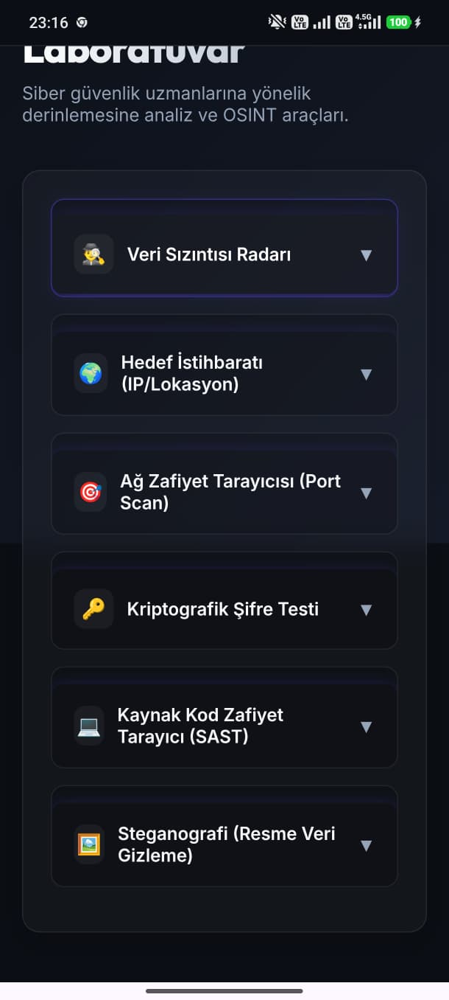 23:16
Vo LTE
Vo LTE
4.5G
100
Laboratuvar
Siber güvenlik uzmanlarına yönelik
derinlemesine analiz ve OSINT araçları.
Veri Sızıntısı Radarı
Hedef İstihbaratı
(IP/Lokasyon)
Ağ Zafiyet Tarayıcısı (Port
Scan)
Kriptografik Şifre Testi
Kaynak Kod Zafiyet
Tarayıcı (SAST)
Steganografi (Resme Veri
Gizleme)